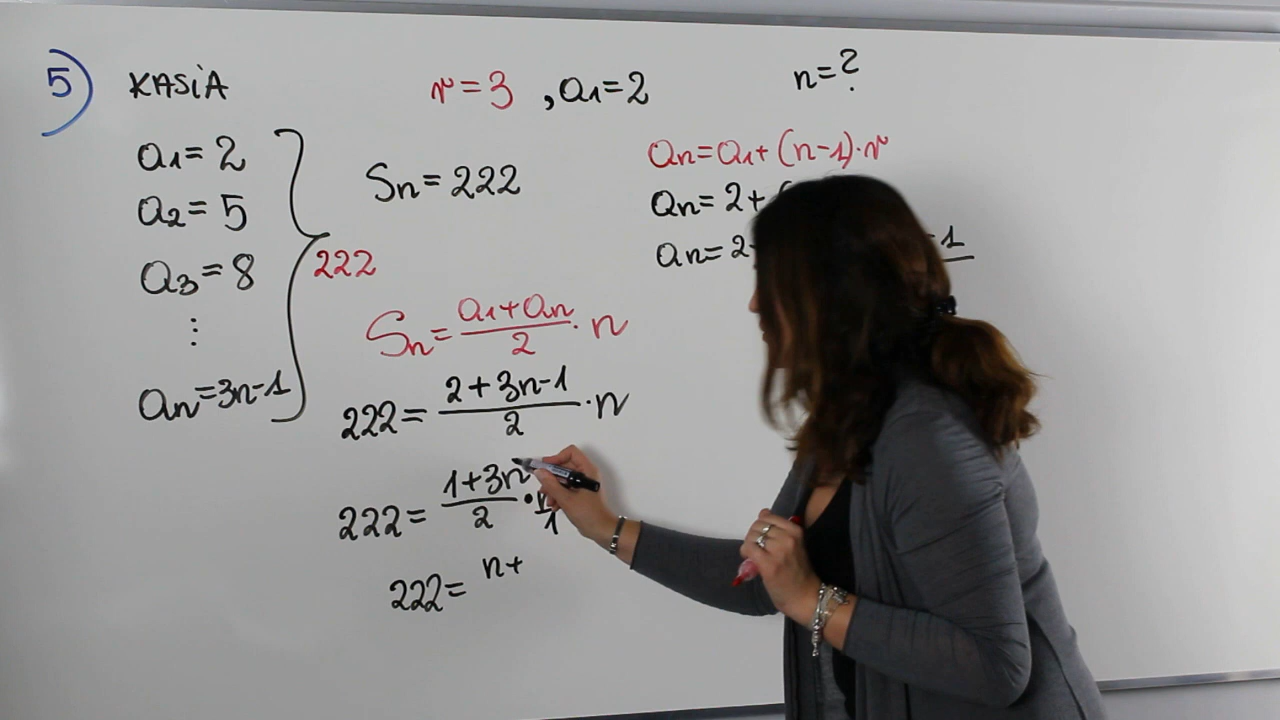 5) KASiA
r=3, a1=2
n=?
a1=2
a2=5
a3=8
⋮
an=3n-1
222
Sn=222
Sn=a1+an/2·n
222=2+3n-1/2·n
222=1+3n/2·n/1
222=n+
an=a1+(n-1)·r
an=2+
an=2
-1